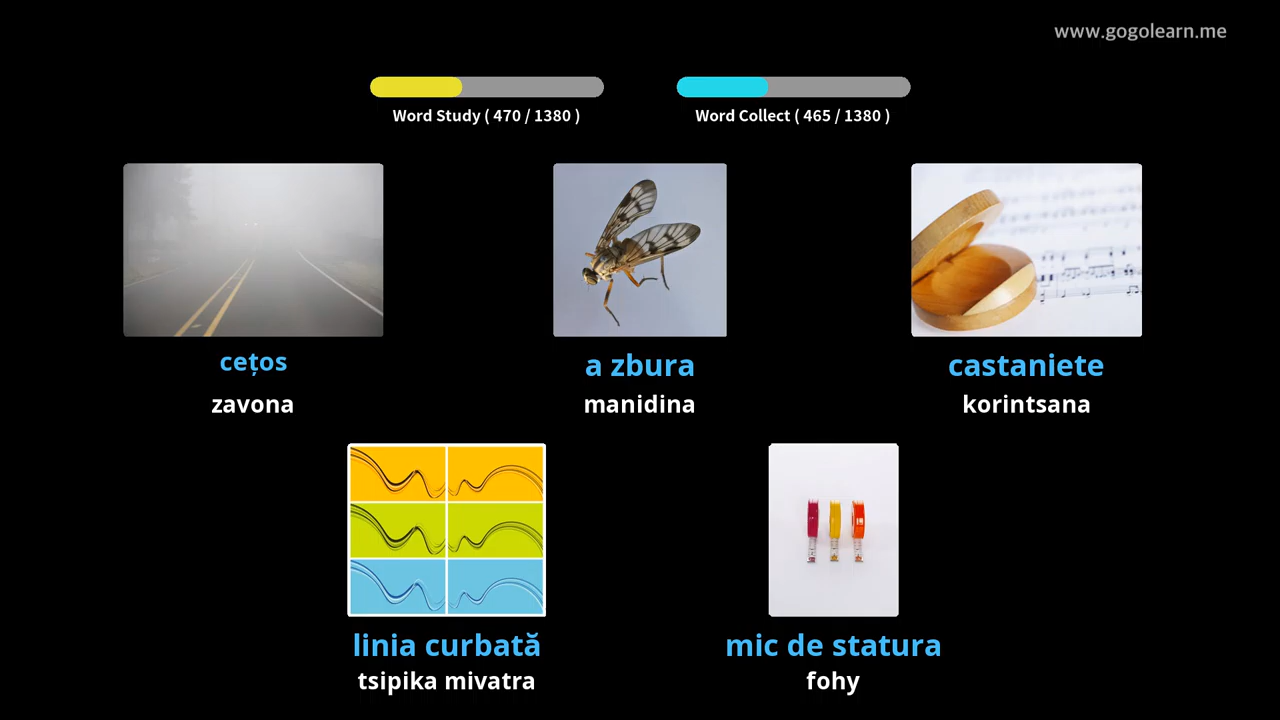 www.gogolearn.me
Word Study ( 470 / 1380 )
Word Collect ( 465 / 1380 )
cețos
zavona
a zbura
manidina
castaniete
korintsana
linia curbată
tsipika mivatra
mic de statura
fohy